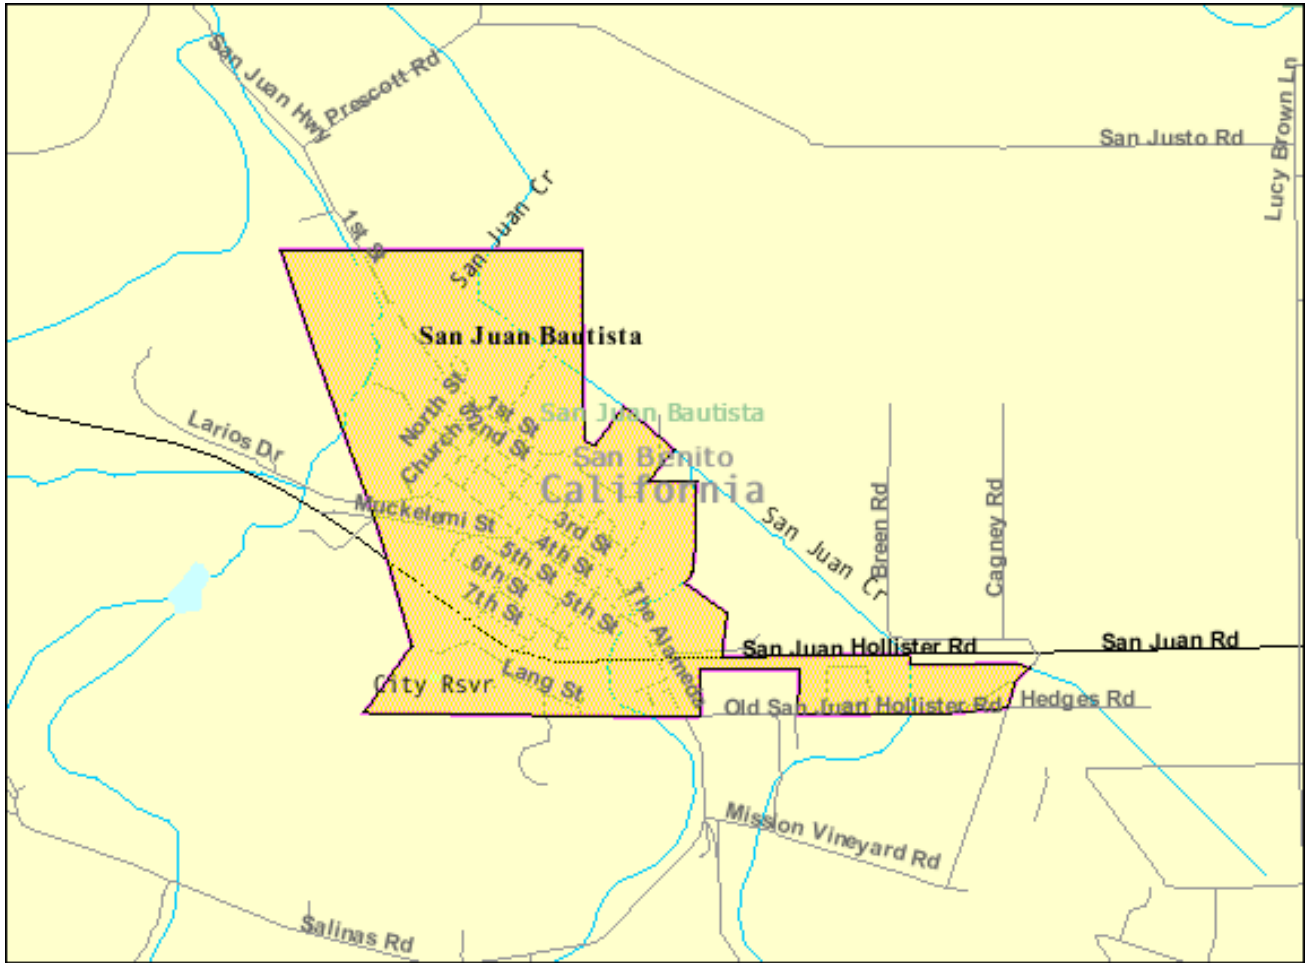 San Juan Hwy
Prescott Rd
San Justo Rd
Lucy Brown Ln
San Juan Cr
1st St
San Juan Bautista
North St
1st St
2nd St
San Juan Bautista
Larios Dr
Church
San Benito
California
Muckelemi St
3rd St
4th St
5th St
6th St
7th St
5th St
San Juan Cr
Breen Rd
Cagney Rd
The Alameda
San Juan Hollister Rd
San Juan Rd
City Rsvr
Lang St
Old San Juan Hollister Rd
Hedges Rd
Mission Vineyard Rd
Salinas Rd